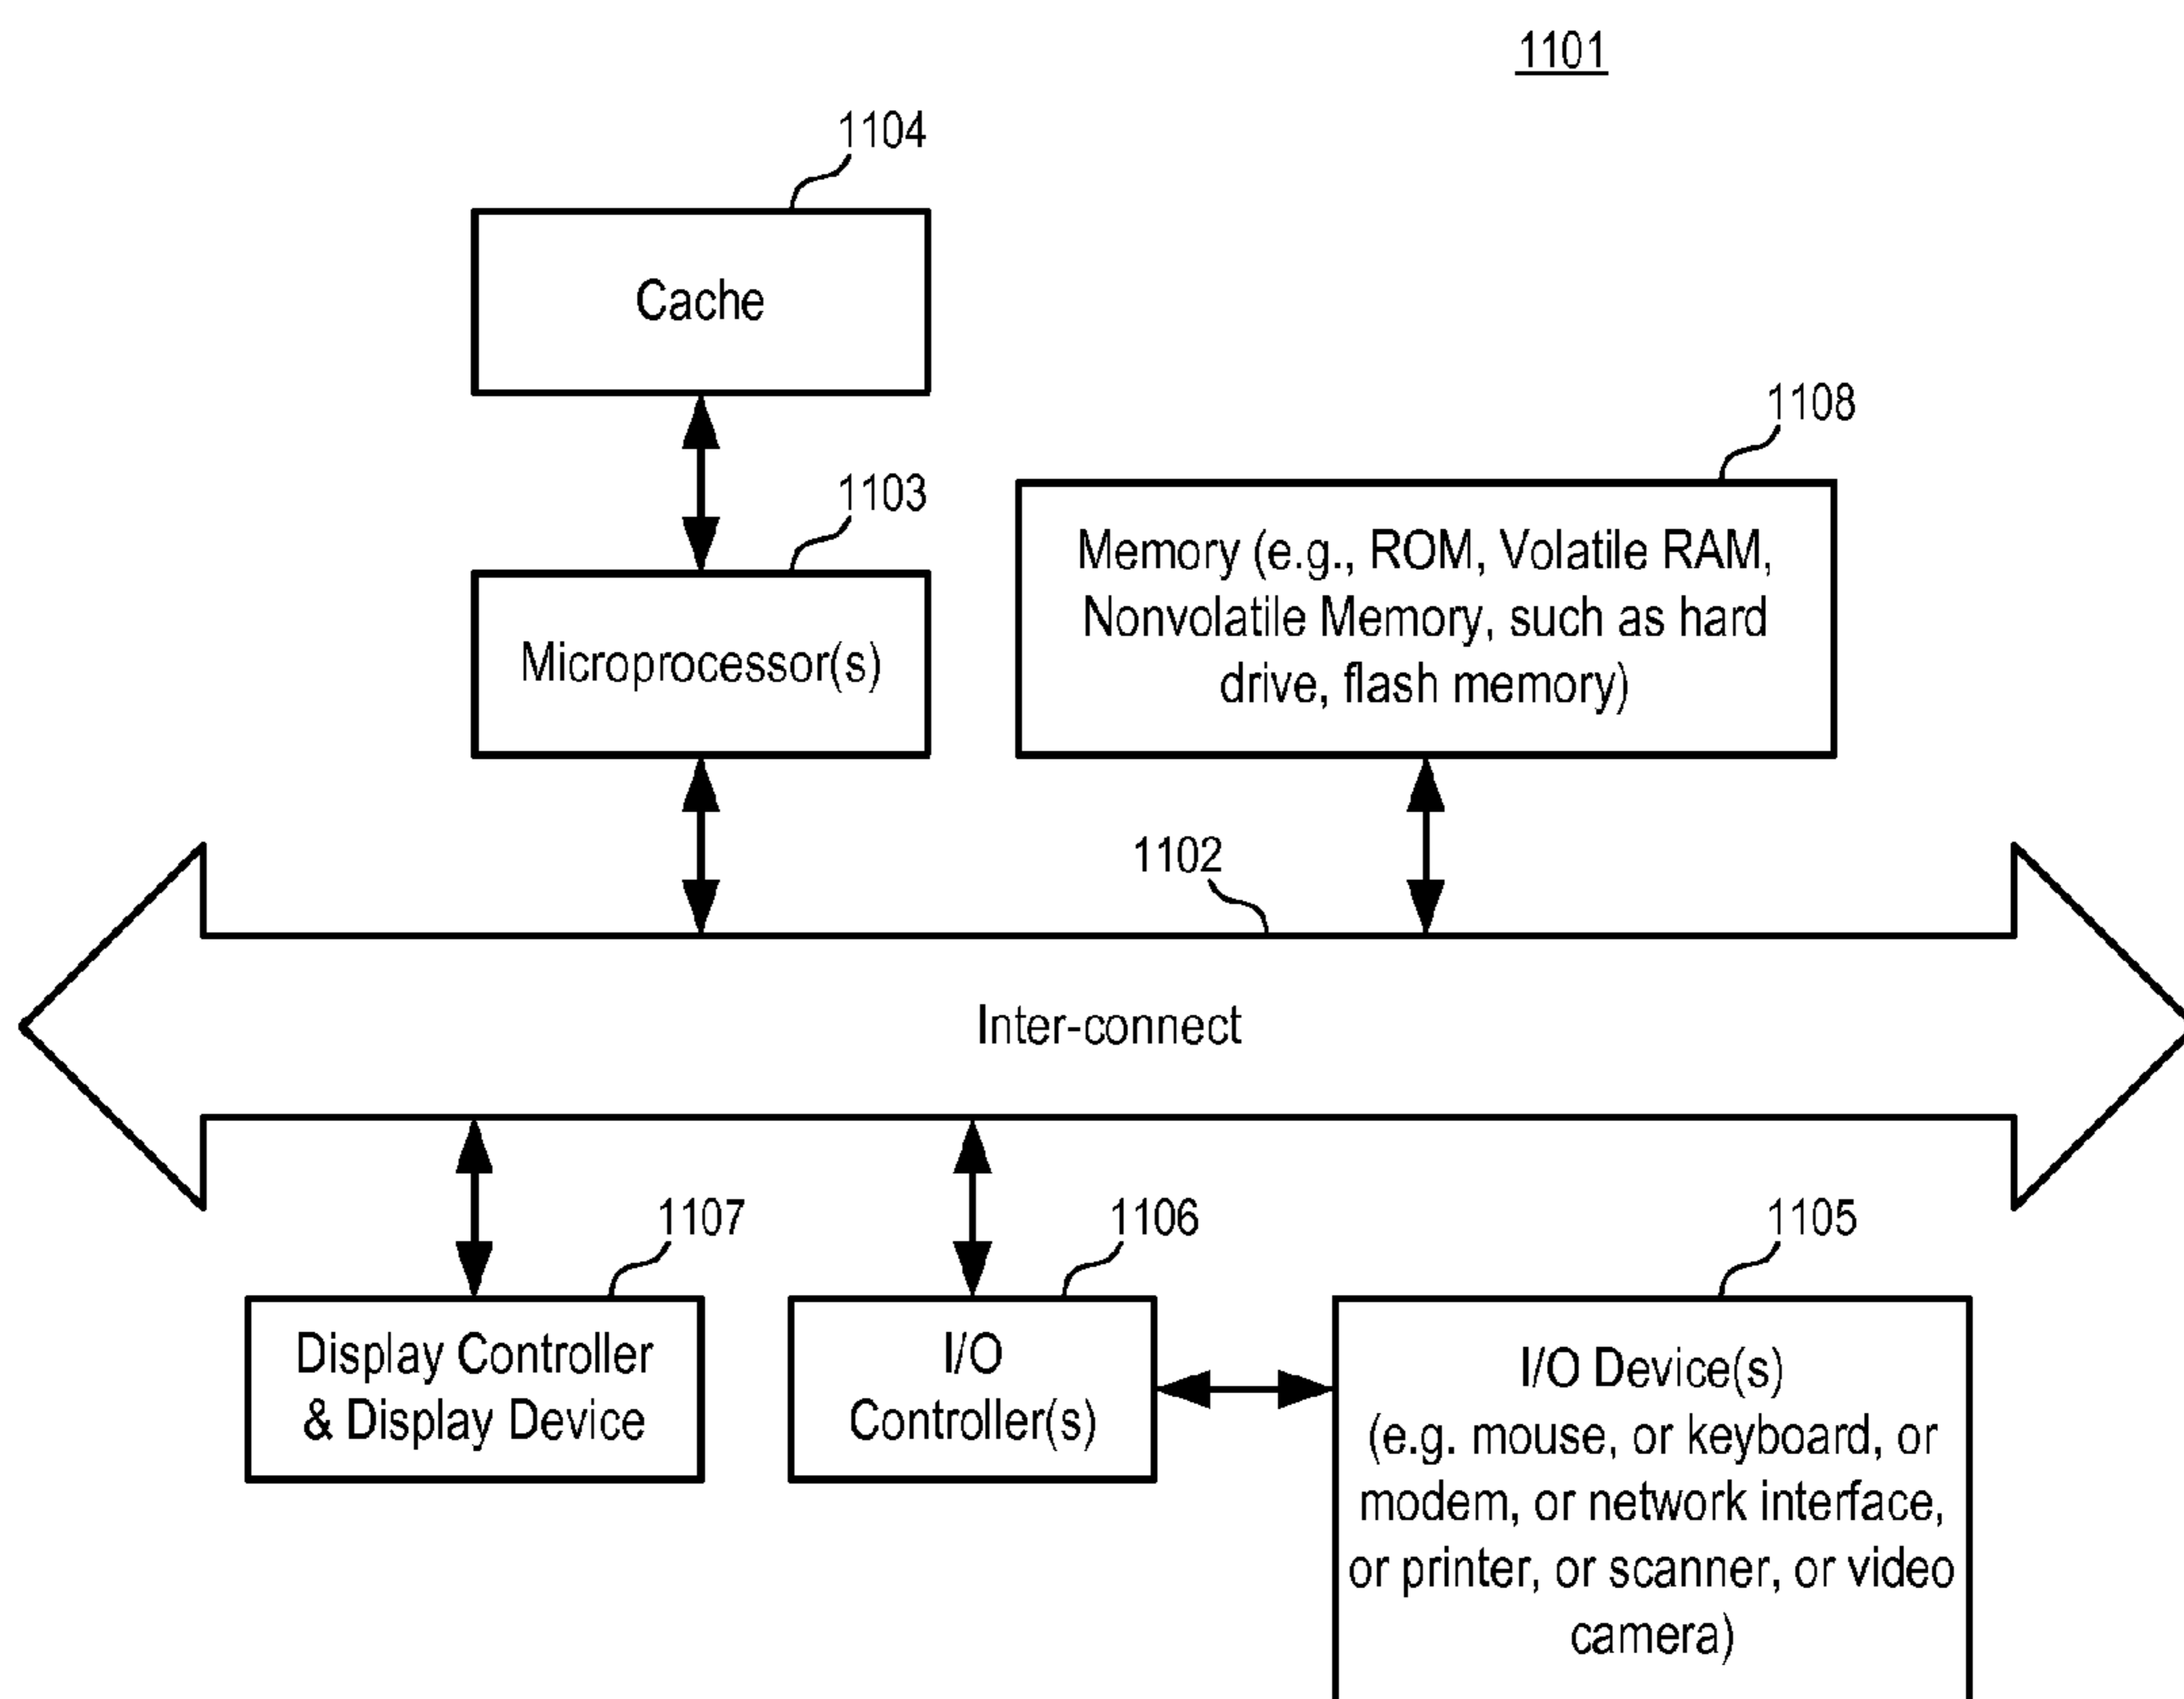 1101
1104
Cache
1108
1103
Memory (e.g., ROM, Volatile RAM,
Nonvolatile Memory, such as hard
drive, flash memory)
Microprocessor(s)
1102
Inter-connect
1107
1106
1105
Display Controller
& Display Device
I/O
Controller(s)
I/O Device(s)
(e.g. mouse, or keyboard, or
modem, or network interface,
or printer, or scanner, or video
camera)